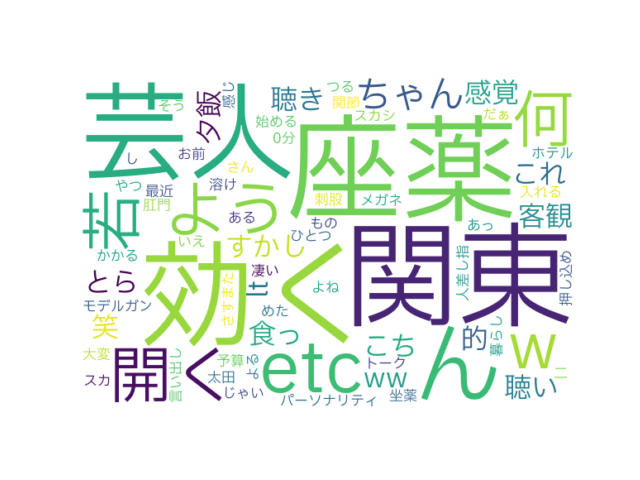 芸人
座薬
関東
効く
ん
etc
開く
よう
何
若
w
夕飯
感じ
そう
聴き
つる
関節
ちゃん
感覚
始める
スカシ
0分
だぁ
し
お前
さん
ホテル
これ
やつ
最近
溶け
刺股
メガネ
入れる
肛門
ある
もの
客観
あっ
ひとつ
かかる
いえ
すかし
人差し指
押し込め
とら
凄い
lt
よね
モデルガン
さすまた
めた
笑
食っ
こち
的
暮らし
大変
言い出し
予算
トーク
ww
聴い
二
スカ
太田
じゃい
パーソナリティ
坐薬